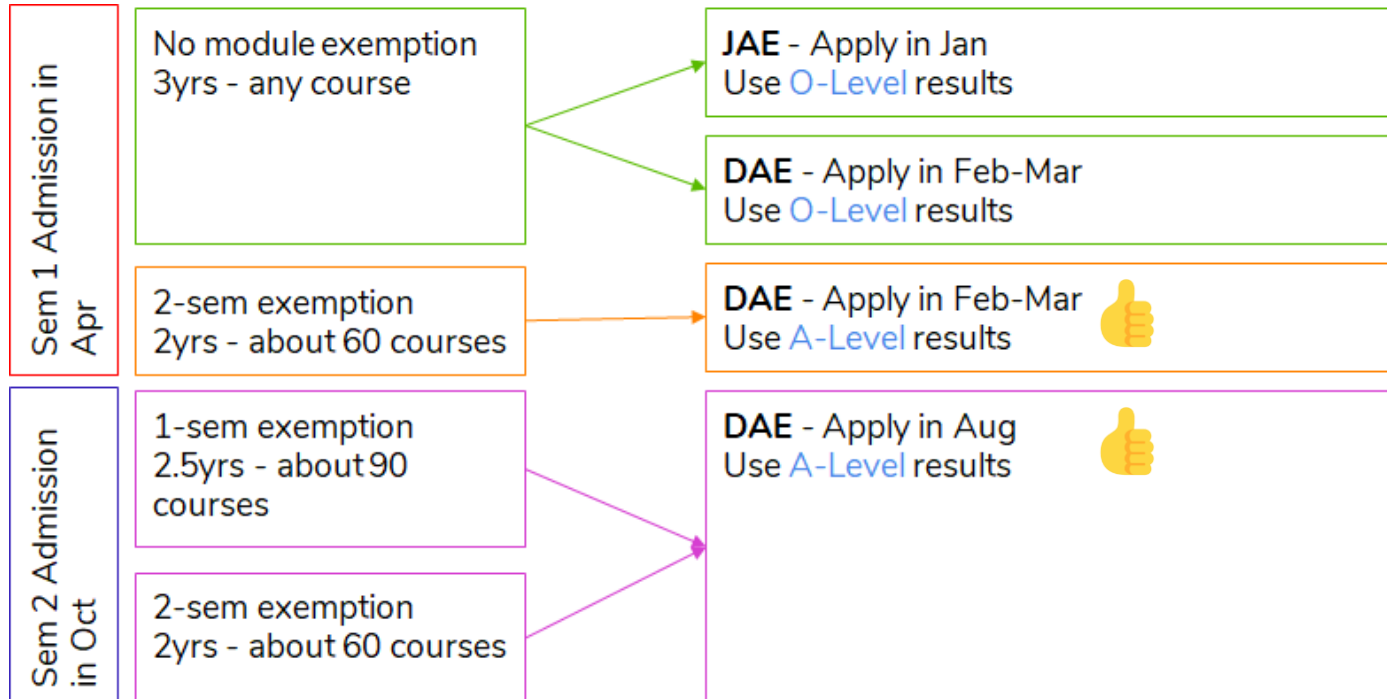 Sem 1 Admission in
Apr
No module exemption
3yrs - any course
JAE - Apply in Jan
Use O-Level results
DAE - Apply in Feb-Mar
Use O-Level results
2-sem exemption
2yrs - about 60 courses
DAE - Apply in Feb-Mar
Use A-Level results
Sem 2 Admission
in Oct
1-sem exemption
2.5yrs - about 90
courses
2-sem exemption
2yrs - about 60 courses
DAE - Apply in Aug
Use A-Level results